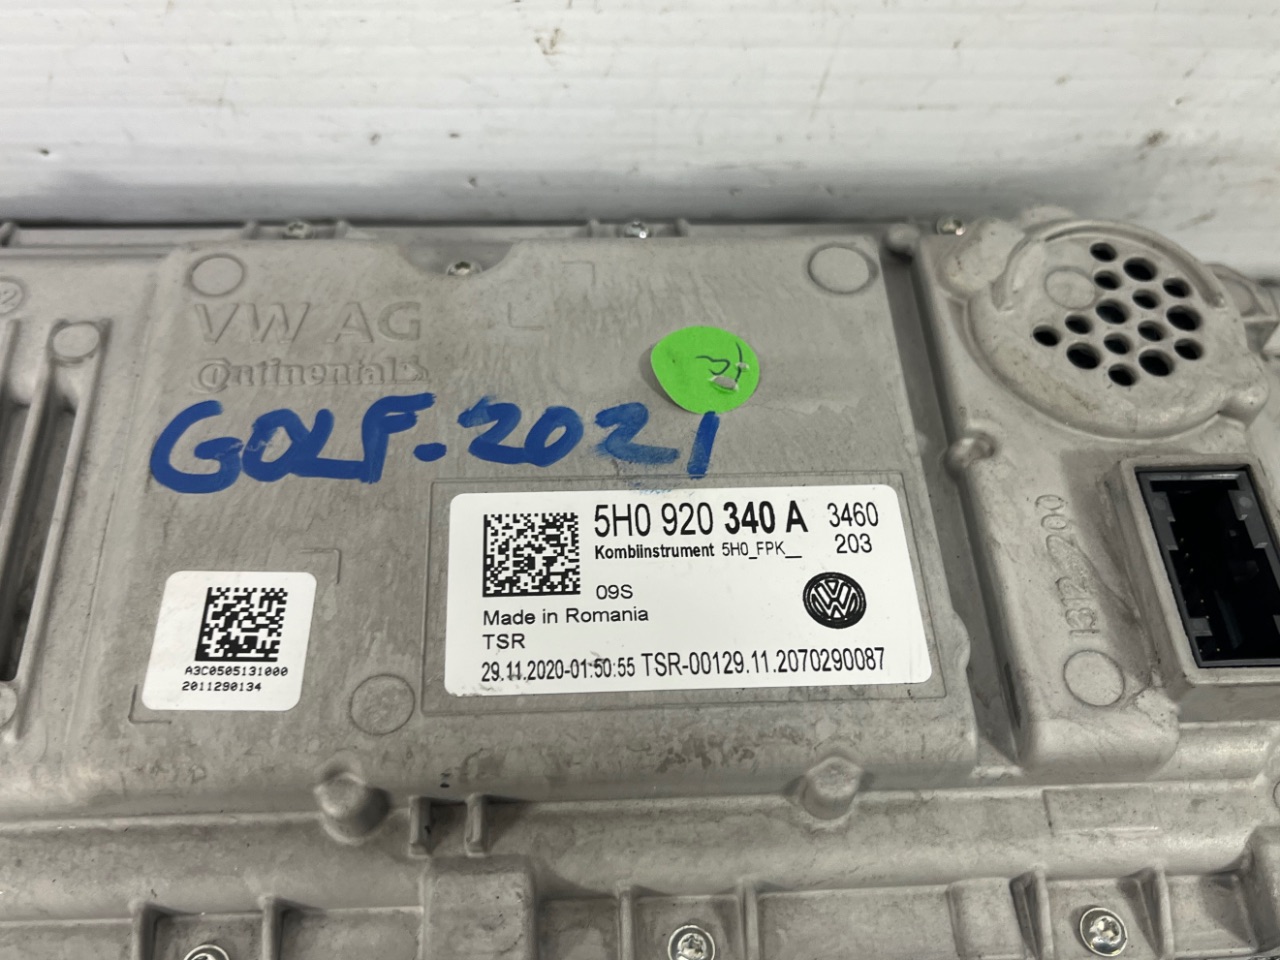 VW AG
Continental
GOLF-2021
5H0 920 340 A 3460
Kombiinstrument 5H0_FPK__ 203
09S
Made in Romania
TSR
29.11.2020-01:50:55 TSR-00129.11.2070290087
A3C0505131000
2011290134